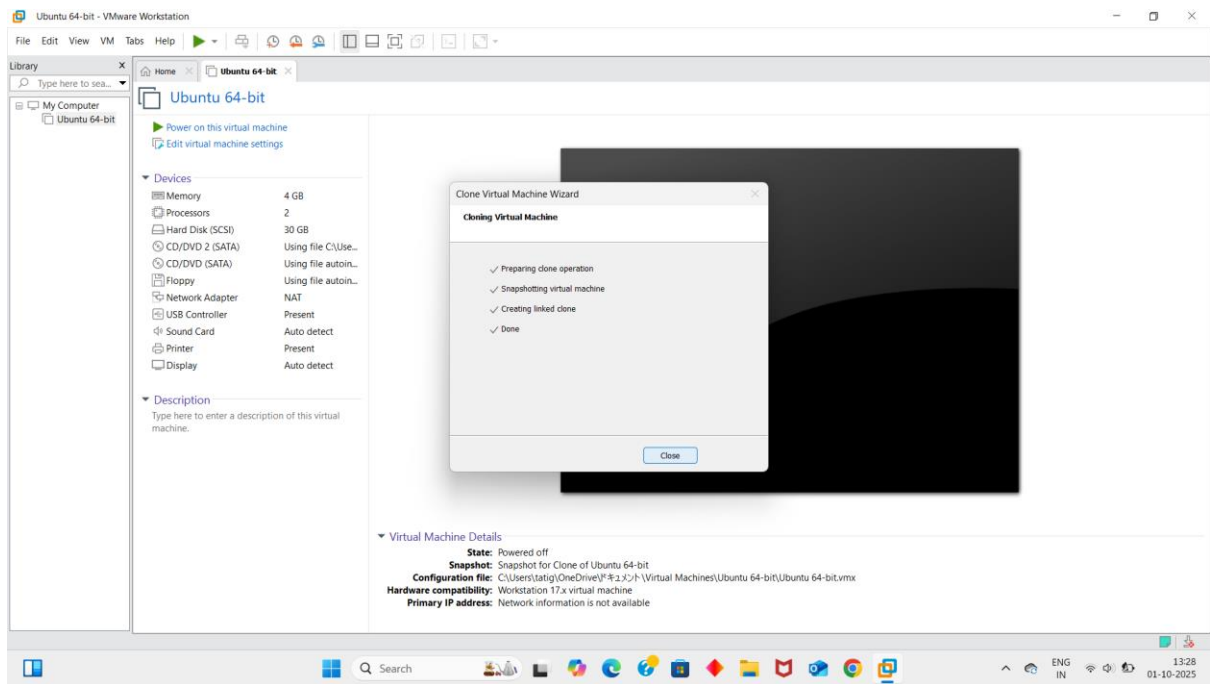 Ubuntu 64-bit - VMware Workstation
File Edit View VM Tabs Help
Library X
Type here to sea...
My Computer
Ubuntu 64-bit
Home
Ubuntu 64-bit
Ubuntu 64-bit
Power on this virtual machine
Edit virtual machine settings
Devices
Memory 4 GB
Processors 2
Hard Disk (SCSI) 30 GB
CD/DVD 2 (SATA) Using file C:\Use...
CD/DVD (SATA) Using file autoin...
Floppy Using file autoin...
Network Adapter NAT
USB Controller Present
Sound Card Auto detect
Printer Present
Display Auto detect
Description
Type here to enter a description of this virtual
machine.
Clone Virtual Machine Wizard
Cloning Virtual Machine
Preparing clone operation
Snapshotting virtual machine
Creating linked clone
Done
Close
Virtual Machine Details
State: Powered off
Snapshot: Snapshot for Clone of Ubuntu 64-bit
Configuration file: C:\Users\tatig\OneDrive\ドキュメント\Virtual Machines\Ubuntu 64-bit\Ubuntu 64-bit.vmx
Hardware compatibility: Workstation 17.x virtual machine
Primary IP address: Network information is not available
Search
ENG
IN
13:28
01-10-2025